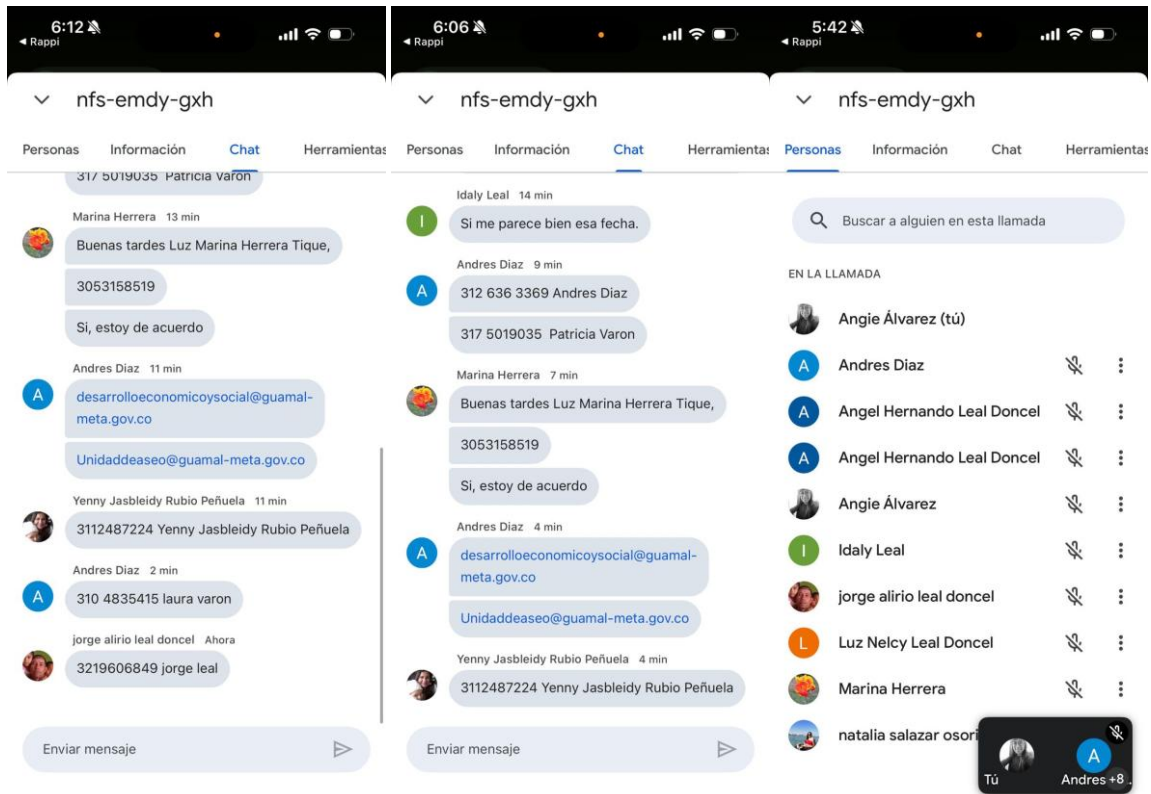 6:12
◀ Rappi
nfs-emdy-gxh
Personas Información Chat Herramientas
317 5019035 Patricia Varon
Marina Herrera 13 min
Buenas tardes Luz Marina Herrera Tique,
3053158519
Si, estoy de acuerdo
Andres Diaz 11 min
A
desarrolloeconomicoysocial@guamal-
meta.gov.co
Unidaddeaseo@guamal-meta.gov.co
Yenny Jasbleidy Rubio Peñuela 11 min
3112487224 Yenny Jasbleidy Rubio Peñuela
Andres Diaz 2 min
A
310 4835415 laura varon
jorge alirio leal doncel Ahora
3219606849 jorge leal
Enviar mensaje
6:06
◀ Rappi
nfs-emdy-gxh
Personas Información Chat Herramientas
Idaly Leal 14 min
I
Si me parece bien esa fecha.
Andres Diaz 9 min
A
312 636 3369 Andres Diaz
317 5019035 Patricia Varon
Marina Herrera 7 min
Buenas tardes Luz Marina Herrera Tique,
3053158519
Si, estoy de acuerdo
Andres Diaz 4 min
A
desarrolloeconomicoysocial@guamal-
meta.gov.co
Unidaddeaseo@guamal-meta.gov.co
Yenny Jasbleidy Rubio Peñuela 4 min
3112487224 Yenny Jasbleidy Rubio Peñuela
Enviar mensaje
5:42
◀ Rappi
nfs-emdy-gxh
Personas Información Chat Herramientas
Buscar a alguien en esta llamada
EN LA LLAMADA
Angie Álvarez (tú)
A Andres Diaz
A Angel Hernando Leal Doncel
A Angel Hernando Leal Doncel
Angie Álvarez
I Idaly Leal
jorge alirio leal doncel
L Luz Nelcy Leal Doncel
Marina Herrera
natalia salazar osori
A
Tú Andres +8